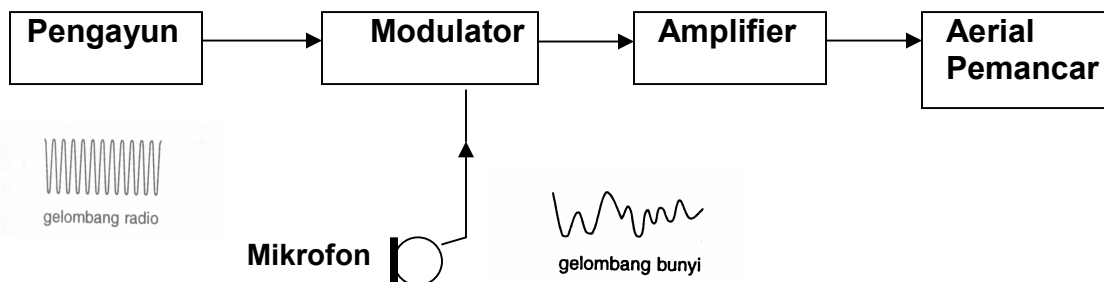 Pengayun
Modulator
Amplifier
Aerial
Pemancar
gelombang radio
Mikrofon
gelombang bunyi